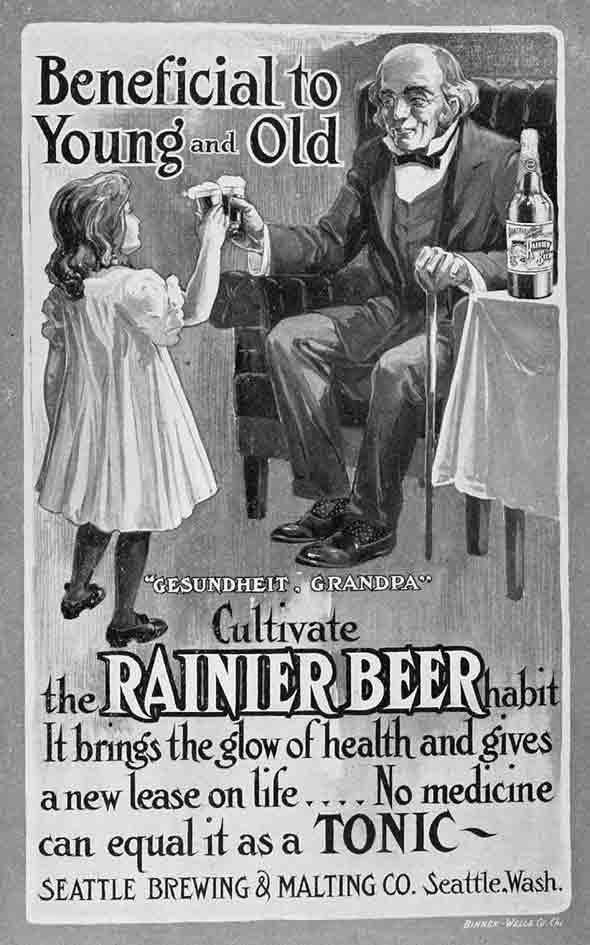 Beneficial to
Young and Old
RAINIER
BEER
"GESUNDHEIT, GRANDPA"
Cultivate
the RAINIER BEER habit
It brings the glow of health and gives
a new lease on life .... No medicine
can equal it as a TONIC~
SEATTLE BREWING & MALTING CO. Seattle, Wash.
BINNER-WELLS CO. CHI.